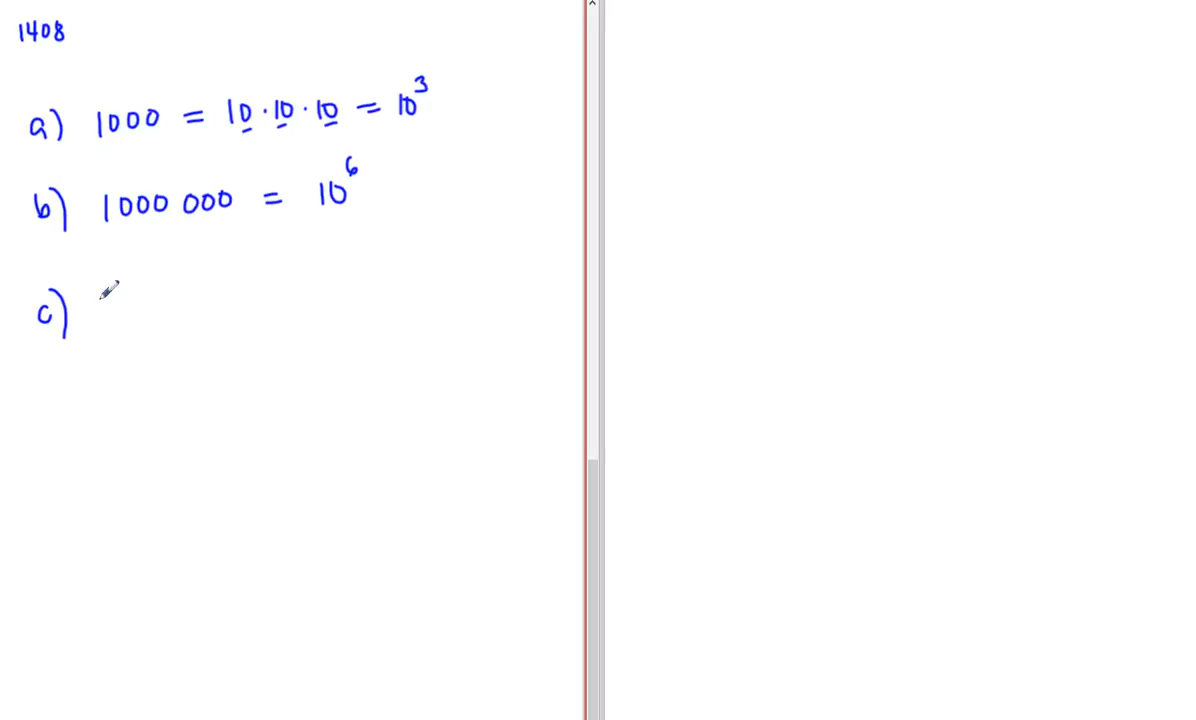 1408
a) 1000 = 10 · 10 · 10 = 10³
b) 1000 000 = 10⁶
c)